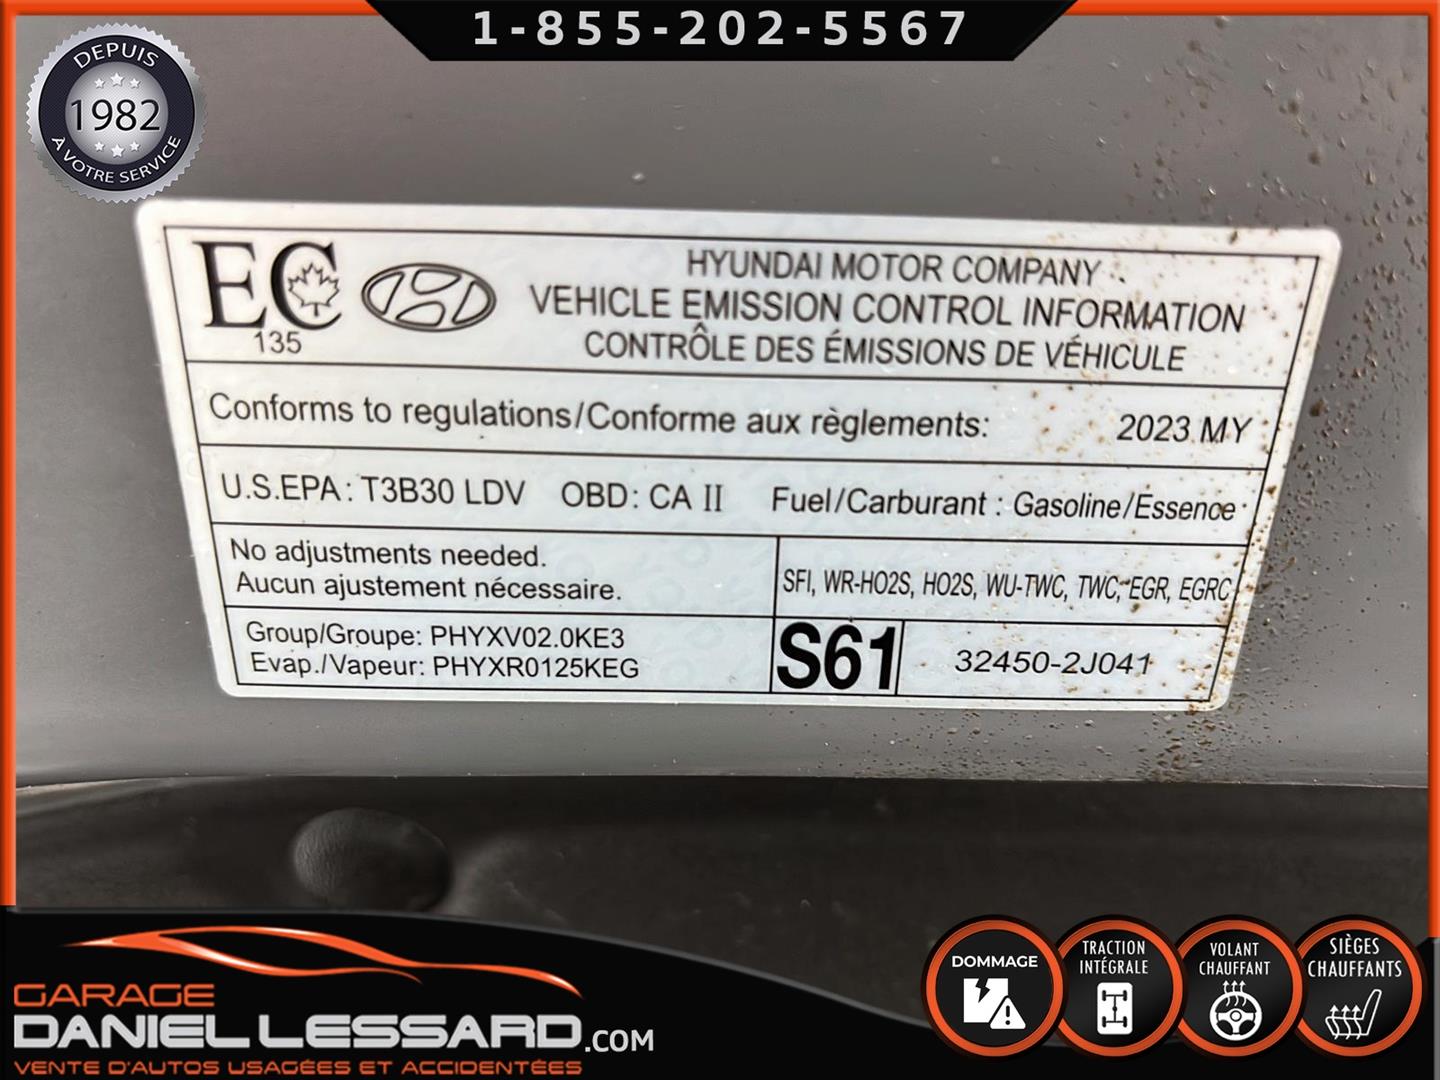 1-855-202-5567
DEPUIS
1982
À VOTRE SERVICE
EC
135
HYUNDAI MOTOR COMPANY
VEHICLE EMISSION CONTROL INFORMATION
CONTRÔLE DES ÉMISSIONS DE VÉHICULE
Conforms to regulations/Conforme aux règlements: 2023 MY
U.S.EPA: T3B30 LDV OBD: CA II Fuel/Carburant : Gasoline/Essence
No adjustments needed.
Aucun ajustement nécessaire.
SFI, WR-HO2S, HO2S, WU-TWC, TWC, EGR, EGRC
Group/Groupe: PHYXV02.0KE3
Evap./Vapeur: PHYXR0125KEG
S61
32450-2J041
GARAGE
DANIEL LESSARD.COM
VENTE D'AUTOS USAGÉES ET ACCIDENTÉES
DOMMAGE
TRACTION
INTÉGRALE
VOLANT
CHAUFFANT
SIÈGES
CHAUFFANTS